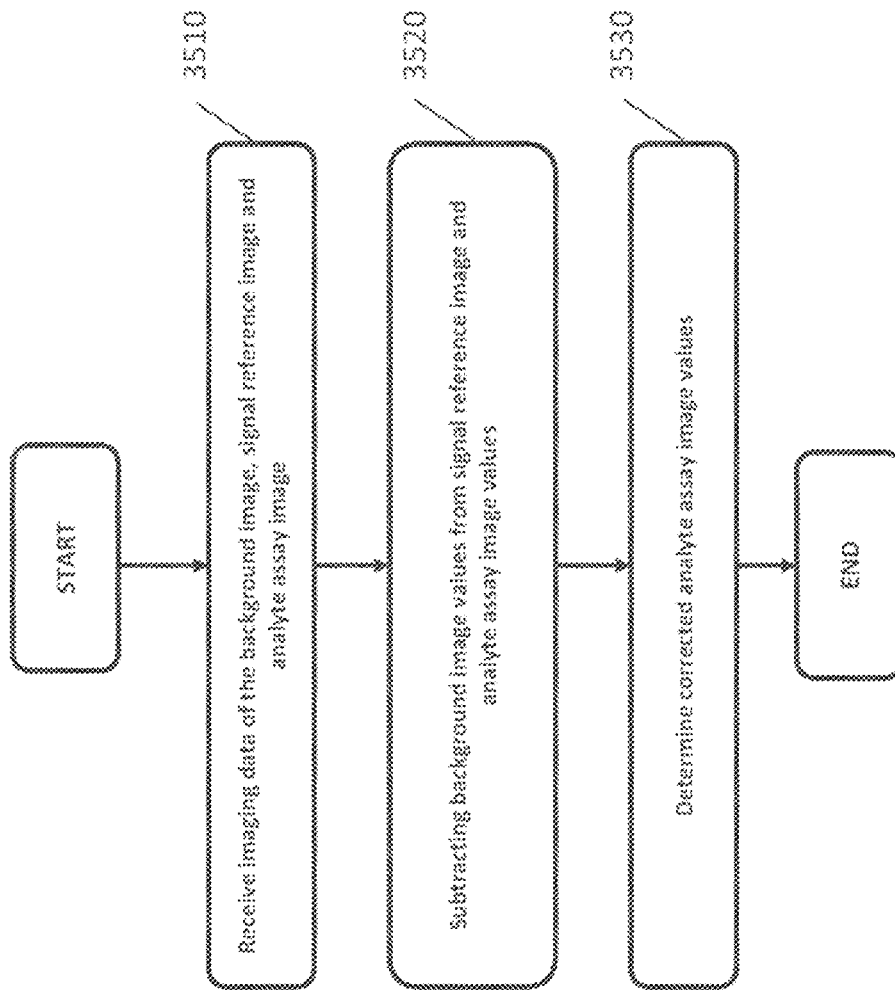 START
Receive imaging data of the background image, signal reference image and
analyte assay image
3510
Subtracting background image values from signal reference image and
analyte assay image values
3520
Determine corrected analyte assay image values
3530
END